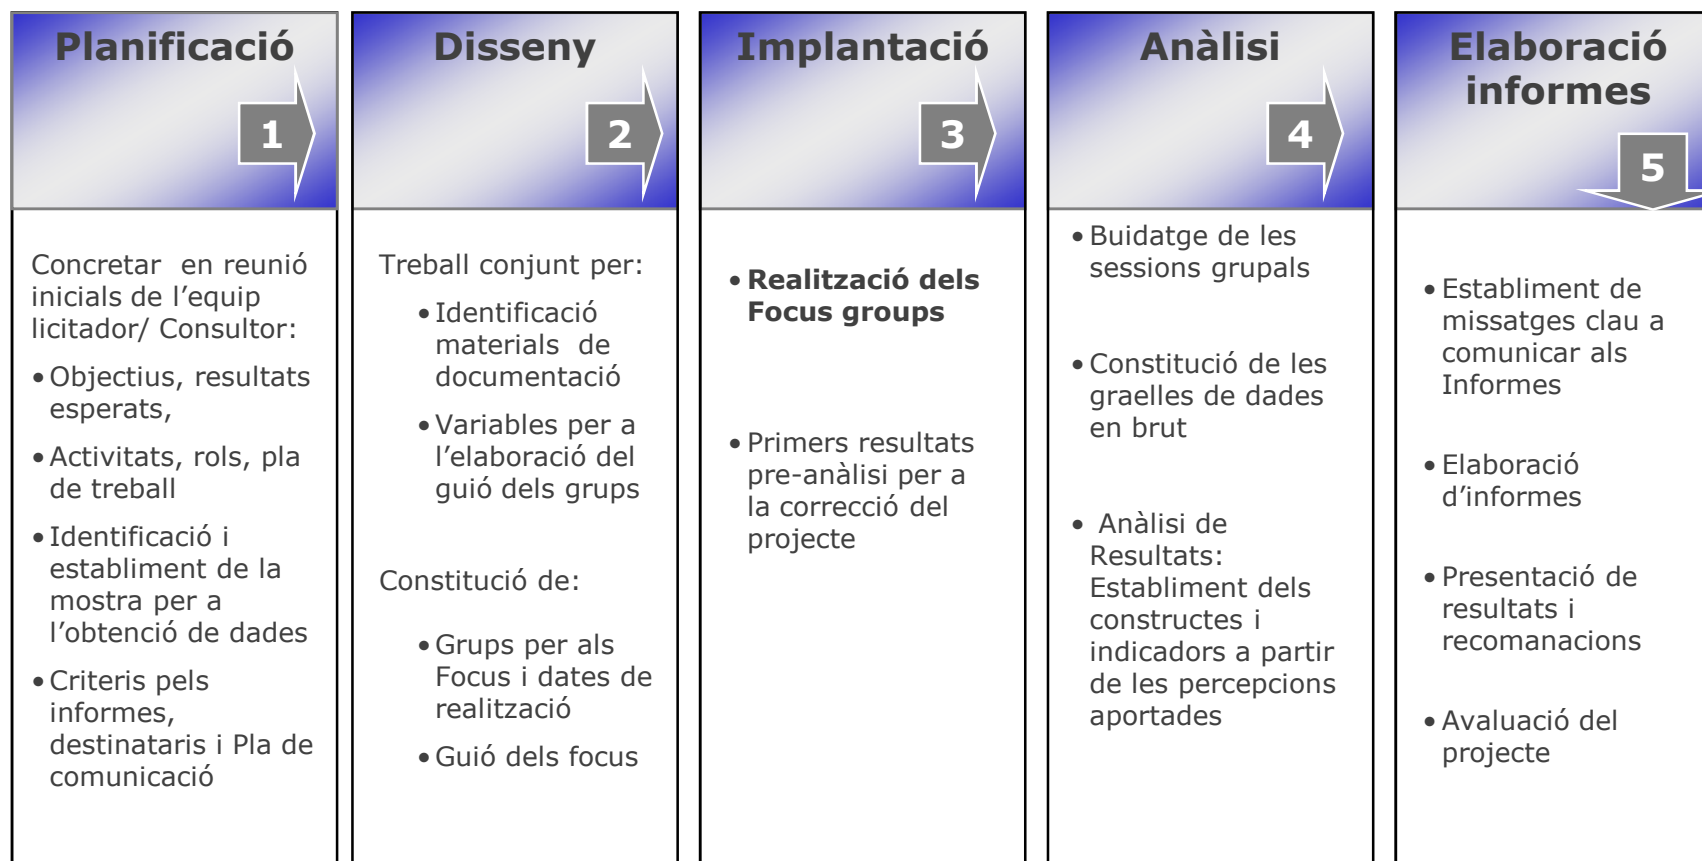 Planificació
1
Concretar  en reunió
inicials de l’equip
licitador/ Consultor:
•Objectius, resultats
esperats,
•Activitats, rols, pla
de treball
•Identificació i
establiment de la
mostra per a
l’obtenció de dades
•Criteris pels
informes,
destinataris i Pla de
comunicació
Disseny
2
Treball conjunt per:
•Identificació
materials  de
documentació
•Variables per a
l’elaboració del
guió dels grups
Constitució de:
•Grups per als
Focus i dates de
realització
•Guió dels focus
Implantació
3
•Realització dels
Focus groups
•Primers resultats
pre-anàlisi per a
la correcció del
projecte
Anàlisi
4
•Buidatge de les
sessions grupals
•Constitució de les
graelles de dades
en brut
• Anàlisi de
Resultats:
Establiment dels
constructes i
indicadors a partir
de les percepcions
aportades
Elaboració
informes
5
•Establiment de
missatges clau a
comunicar als
Informes
•Elaboració
d’informes
•Presentació de
resultats i
recomanacions
•Avaluació del
projecte